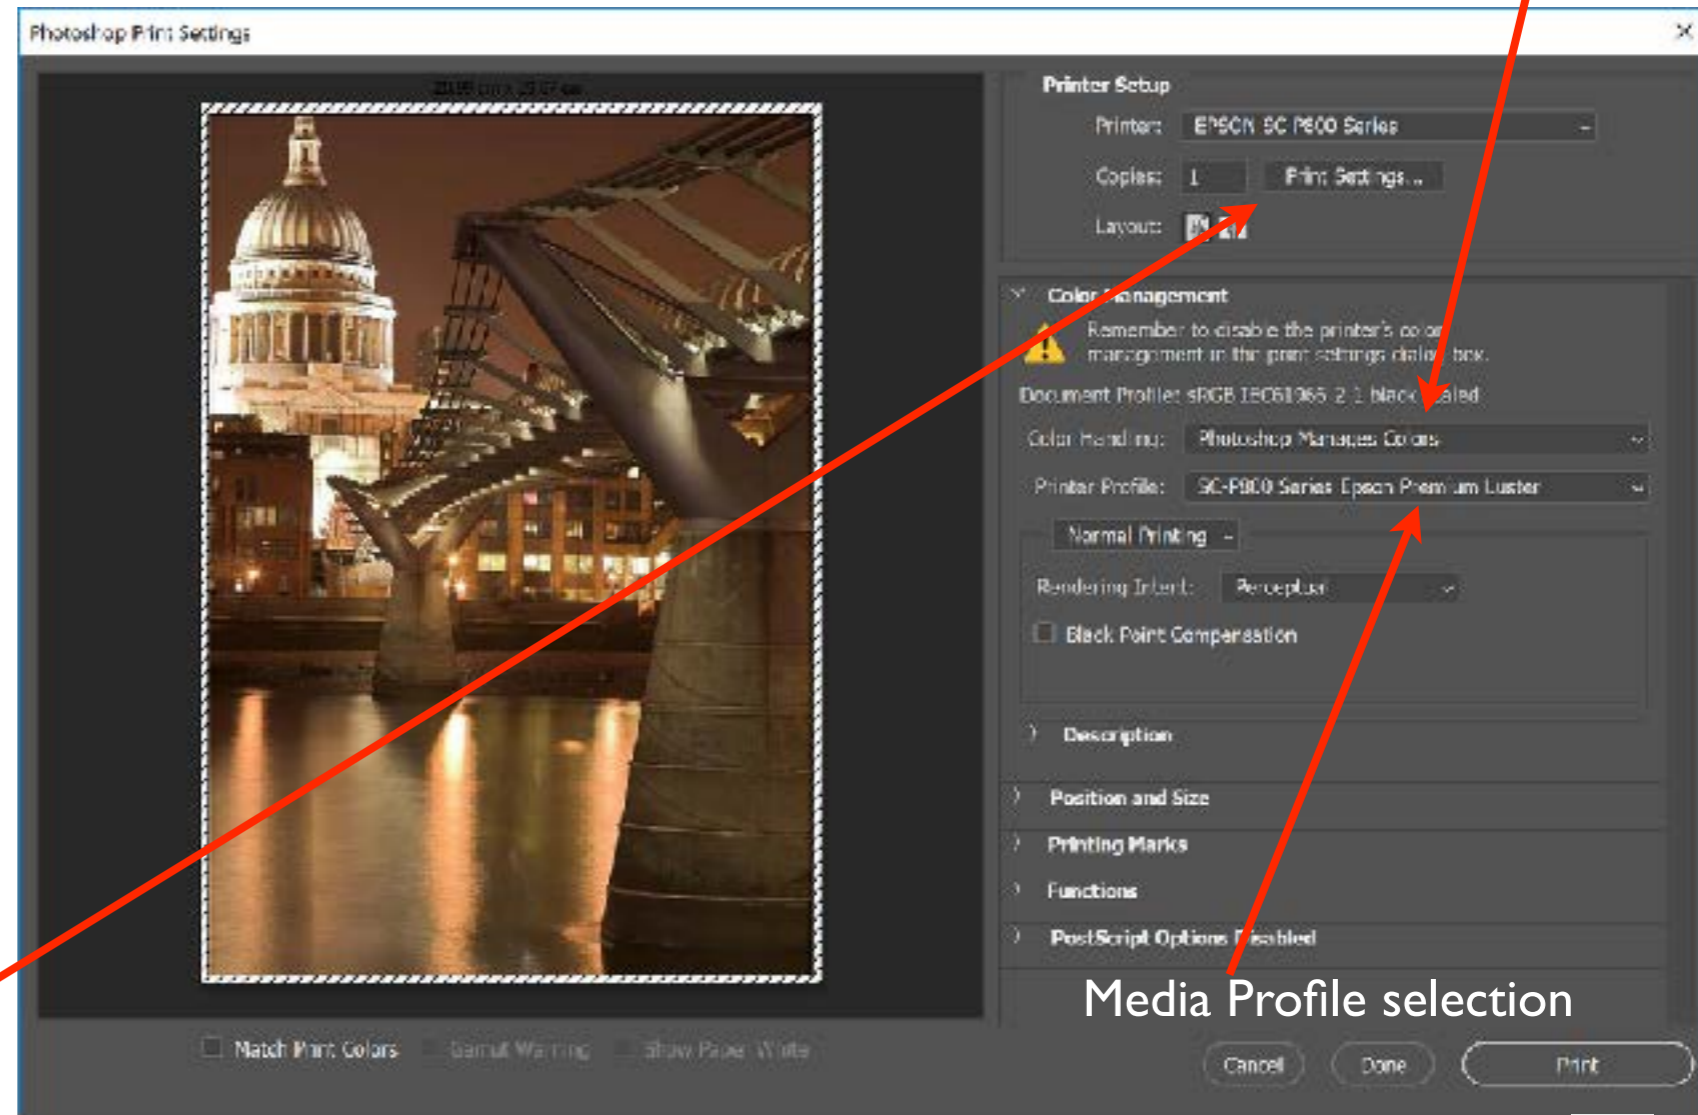 Photoshop Print Settings
Printer Setup
Printer: EPSON SC P800 Series
Copies: 1 Print Settings...
Layout:
Color Management
Remember to disable the printer's color
management in the print settings dialog box.
Document Profile: sRGB IEC61966-2.1 black scaled
Color Handling: Photoshop Manages Colors
Printer Profile: SC-P800 Series Epson Premium Luster
Normal Printing
Rendering Intent: Perceptual
Black Point Compensation
Description
Position and Size
Printing Marks
Functions
PostScript Options Disabled
Media Profile selection
Match Print Colors Gamut Warning Show Paper White
Cancel Done Print